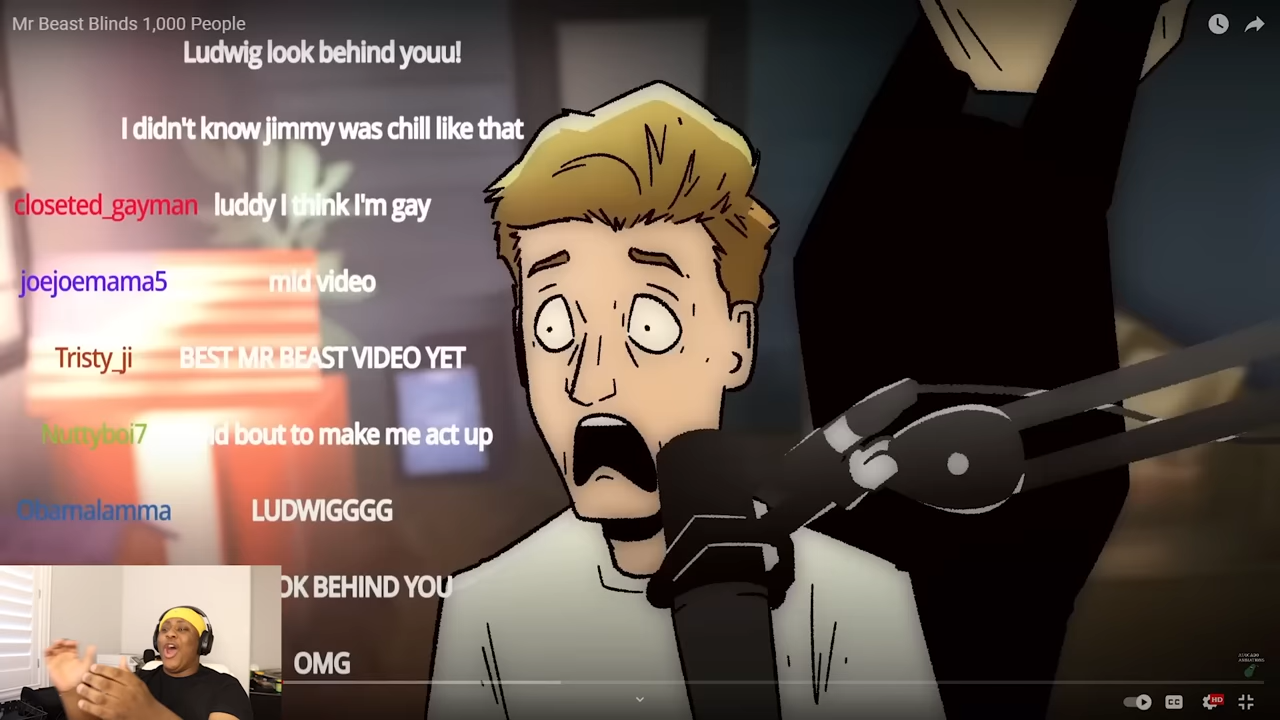 Mr Beast Blinds 1,000 People
Ludwig look behind youu!
I didn't know jimmy was chill like that
closeted_gayman luddy I think I'm gay
joejoemama5 mid video
Tristy_ji BEST MR BEAST VIDEO YET
Nuttyboi7 bout to make me act up
Obamalamma LUDWIGGGG
BEHIND YOU
OMG
CC
HD